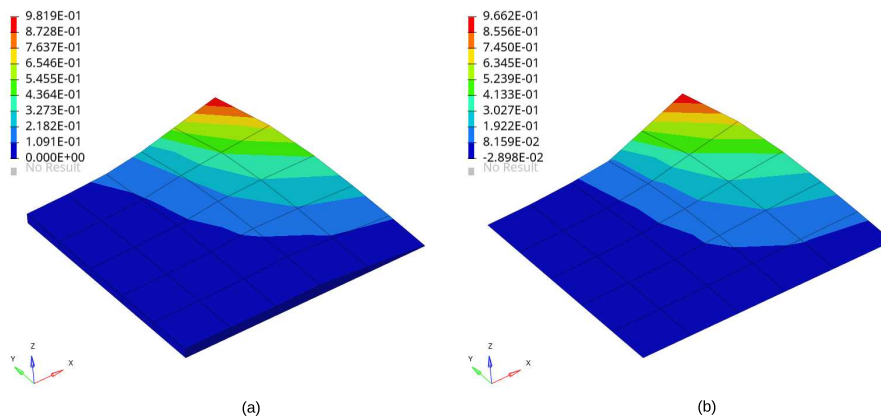 9.819E-01
8.728E-01
7.637E-01
6.546E-01
5.455E-01
4.364E-01
3.273E-01
2.182E-01
1.091E-01
0.000E+00
No Result
Z
Y
X
(a)
9.662E-01
8.556E-01
7.450E-01
6.345E-01
5.239E-01
4.133E-01
3.027E-01
1.922E-01
8.159E-02
-2.898E-02
No Result
Z
Y
X
(b)